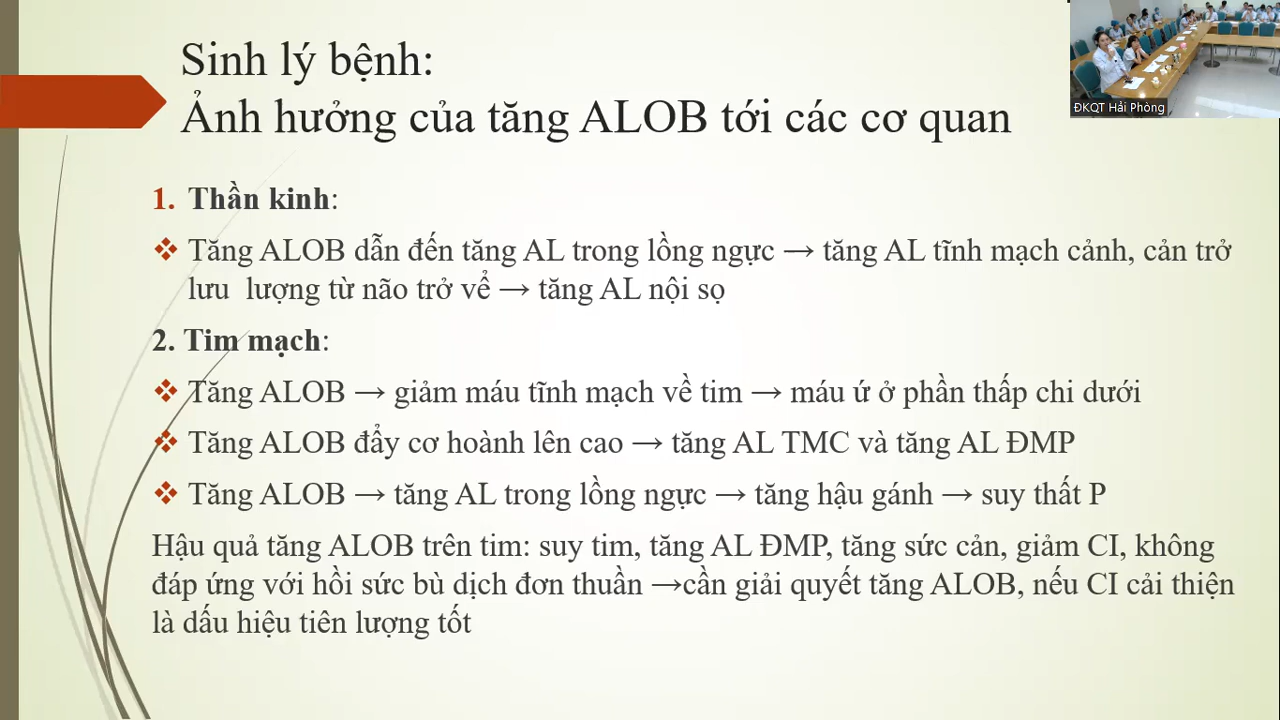 Sinh lý bệnh:
Ảnh hưởng của tăng ALOB tới các cơ quan
ĐKQT Hải Phòng
1. Thần kinh:
❖ Tăng ALOB dẫn đến tăng AL trong lồng ngực → tăng AL tĩnh mạch cảnh, cản trở
lưu lượng từ não trở vể → tăng AL nội sọ
2. Tim mạch:
❖ Tăng ALOB → giảm máu tĩnh mạch về tim → máu ứ ở phần thấp chi dưới
❖ Tăng ALOB đẩy cơ hoành lên cao → tăng AL TMC và tăng AL ĐMP
❖ Tăng ALOB → tăng AL trong lồng ngực → tăng hậu gánh → suy thất P
Hậu quả tăng ALOB trên tim: suy tim, tăng AL ĐMP, tăng sức cản, giảm CI, không
đáp ứng với hồi sức bù dịch đơn thuần →cần giải quyết tăng ALOB, nếu CI cải thiện
là dấu hiệu tiên lượng tốt